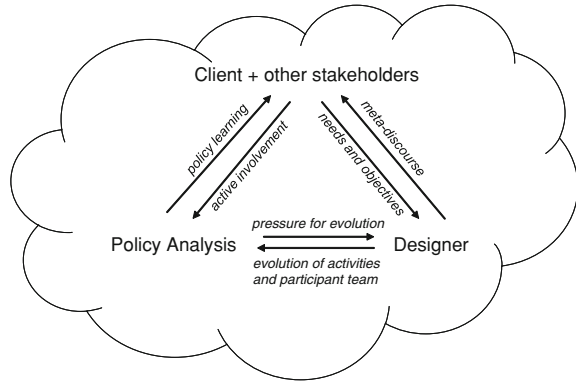 Client + other stakeholders
policy learning
active involvement
needs and objectives
meta-discourse
pressure for evolution
Policy Analysis
Designer
evolution of activities
and participant team